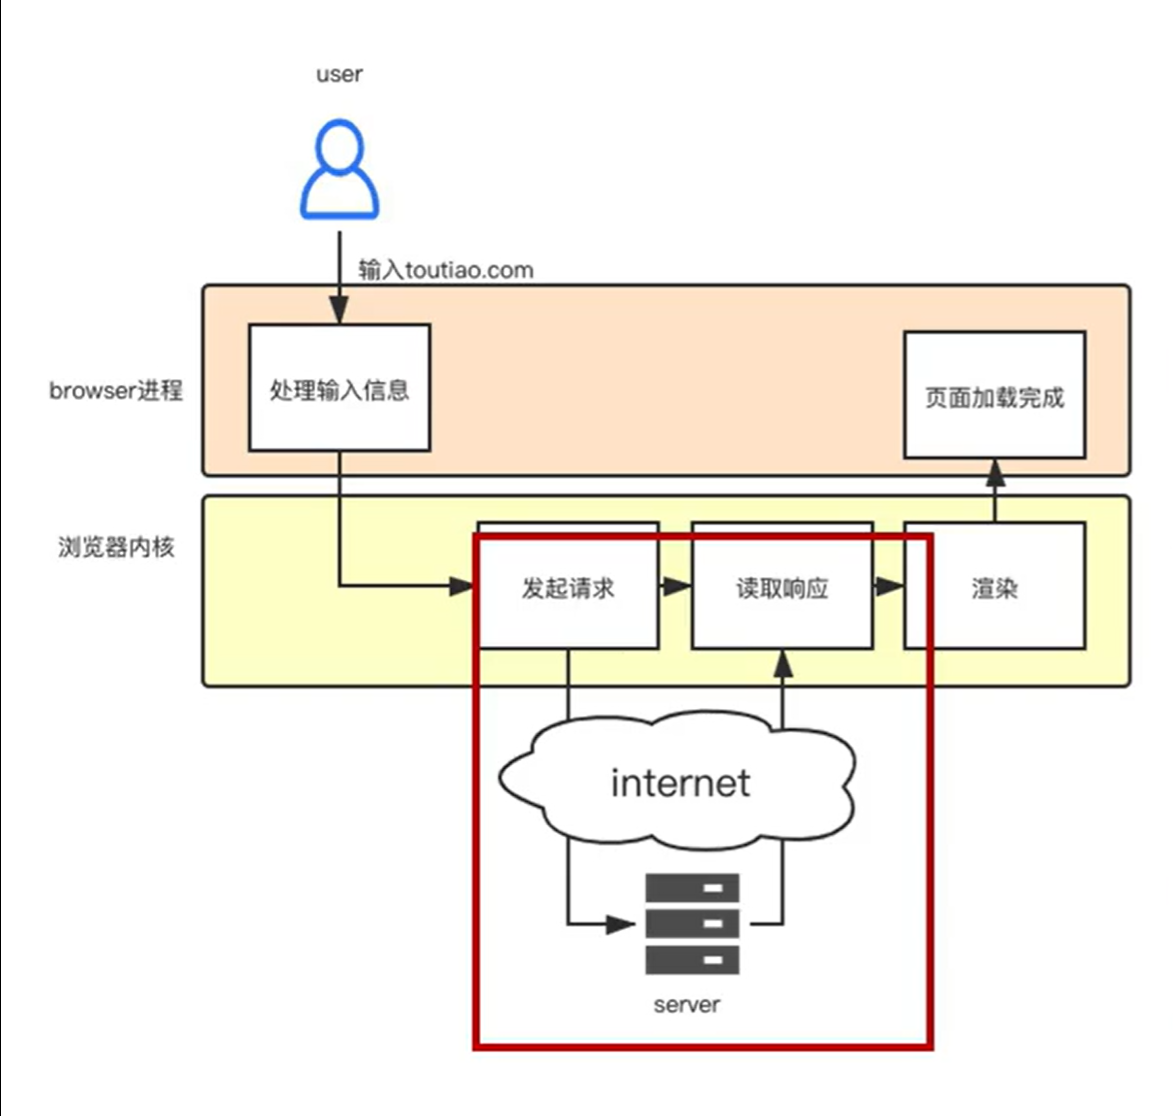 user
输入toutiao.com
browser进程
处理输入信息
页面加载完成
浏览器内核
发起请求
读取响应
渲染
internet
server